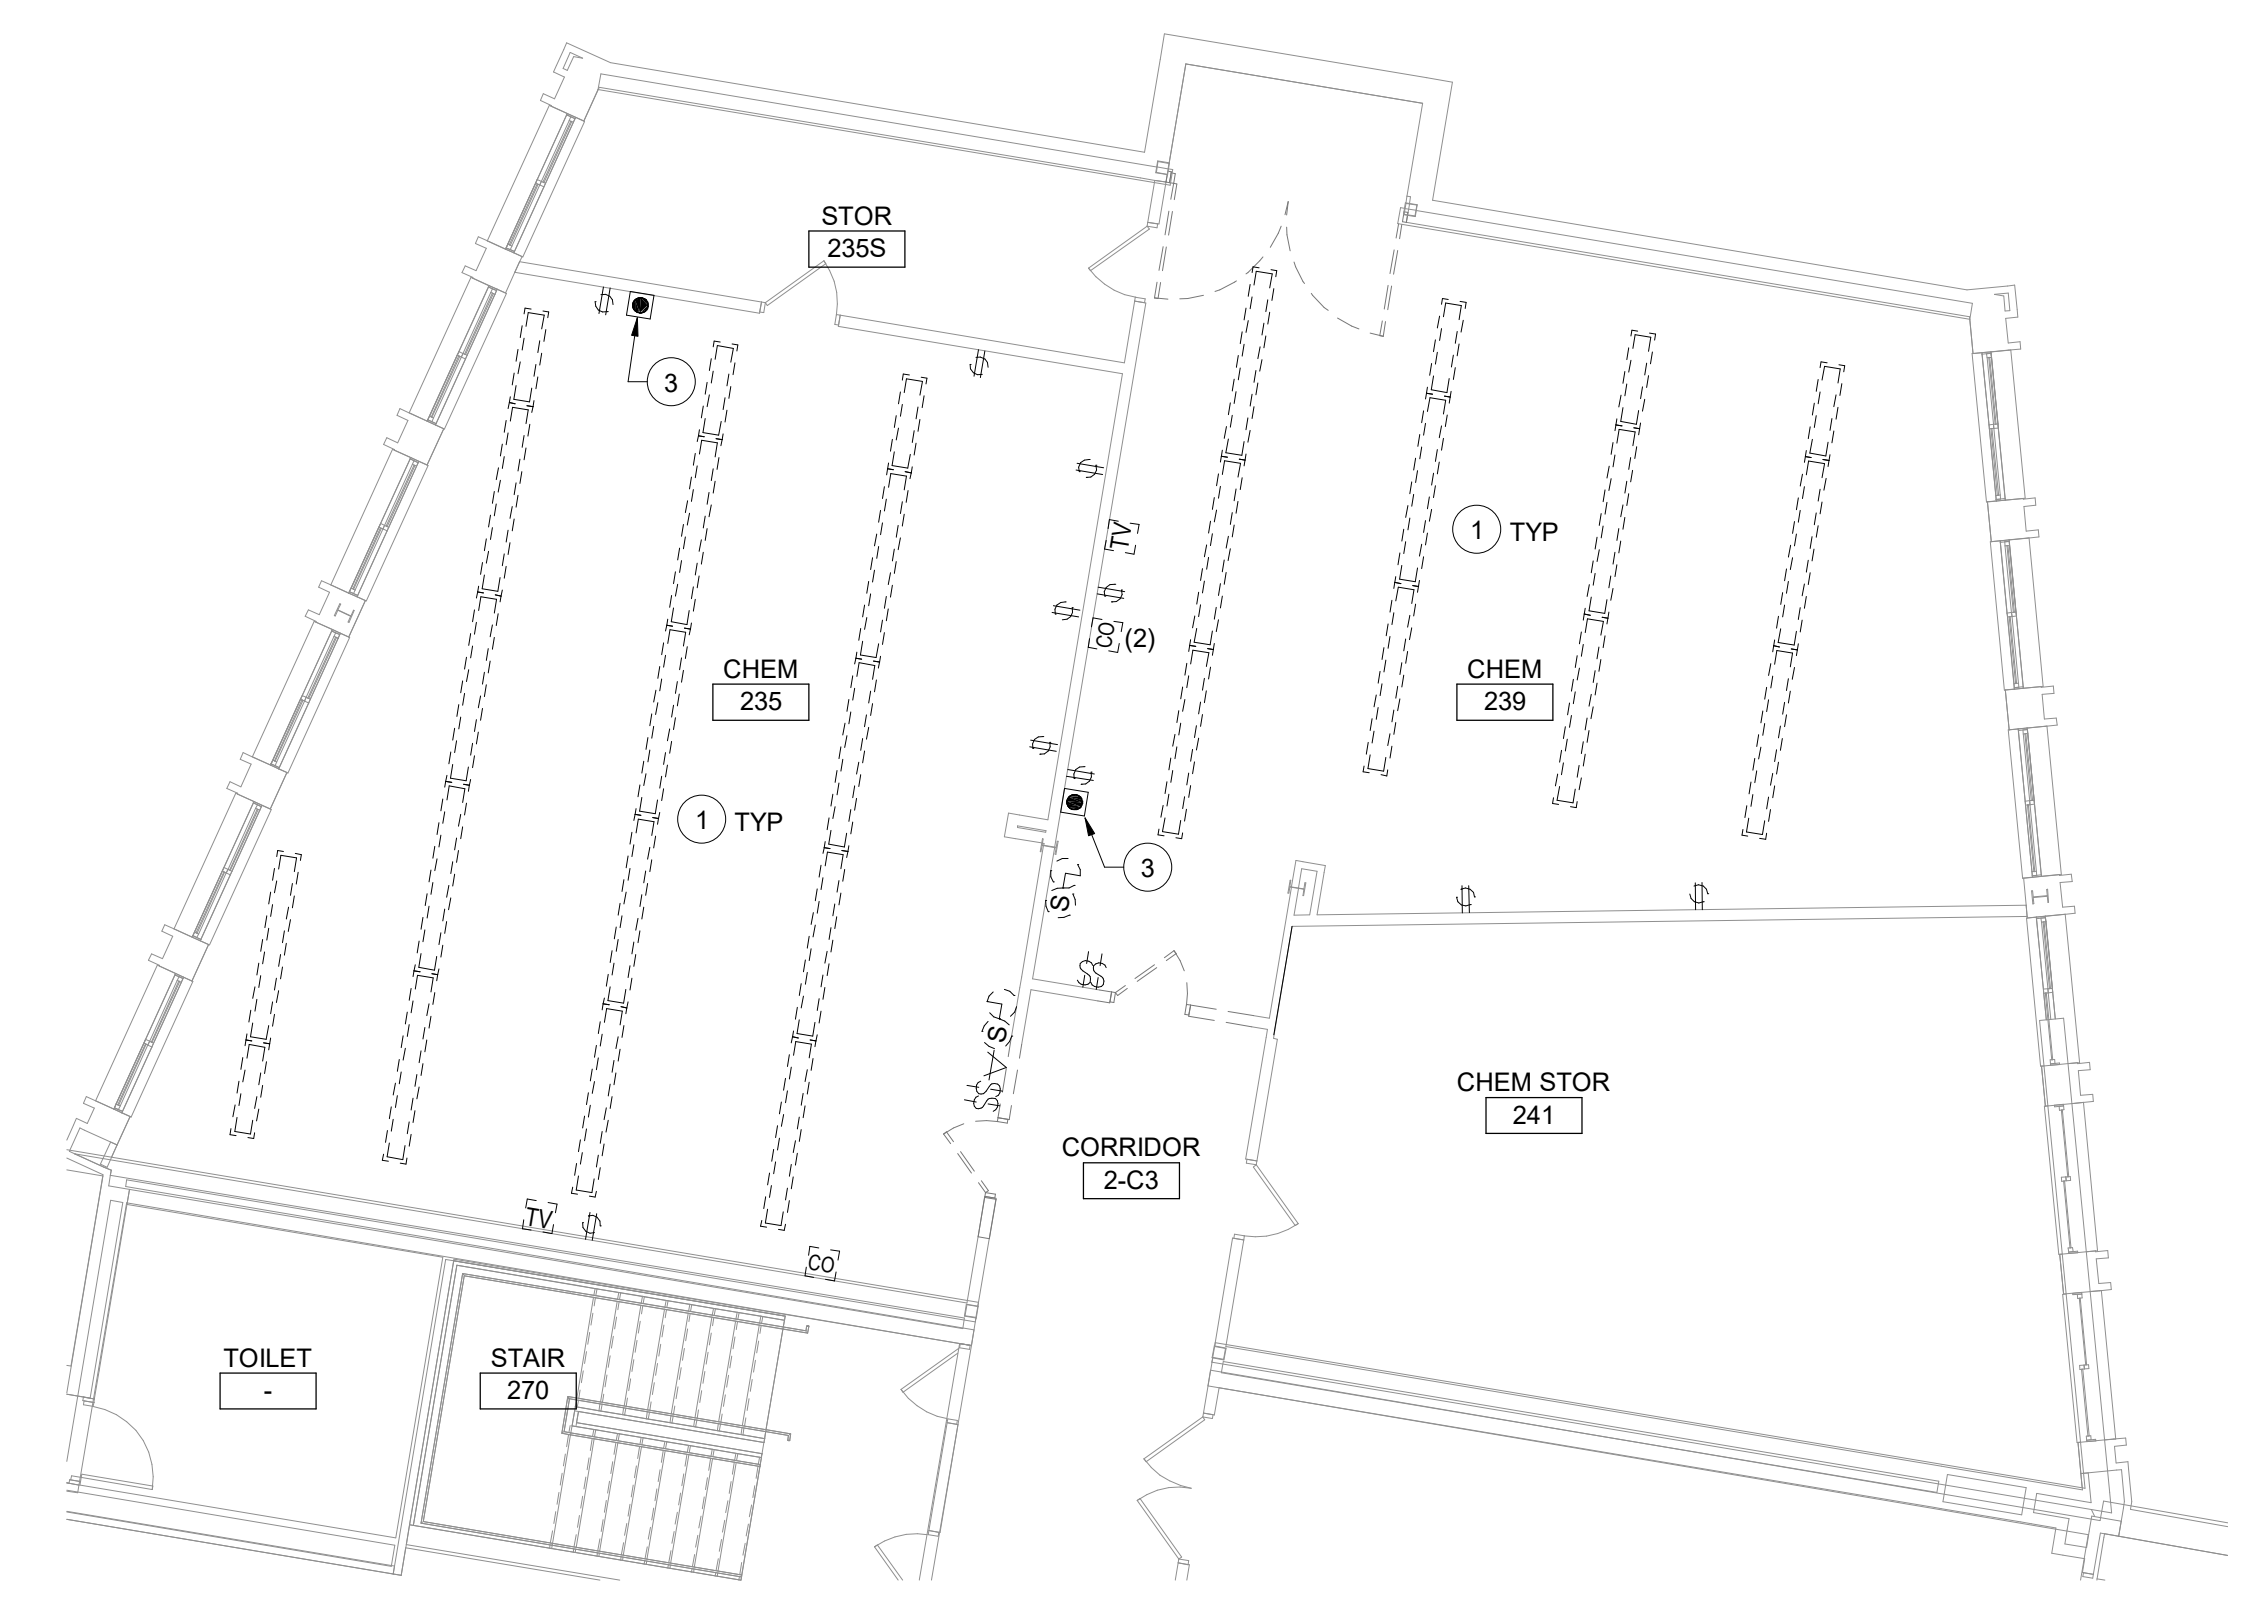 STOR
235S
3
TV
1 TYP
CO (2)
CHEM
235
CHEM
239
1 TYP
3
S
$$
S
$$
CHEM STOR
241
CORRIDOR
2-C3
TV
CO
TOILET
-
STAIR
270